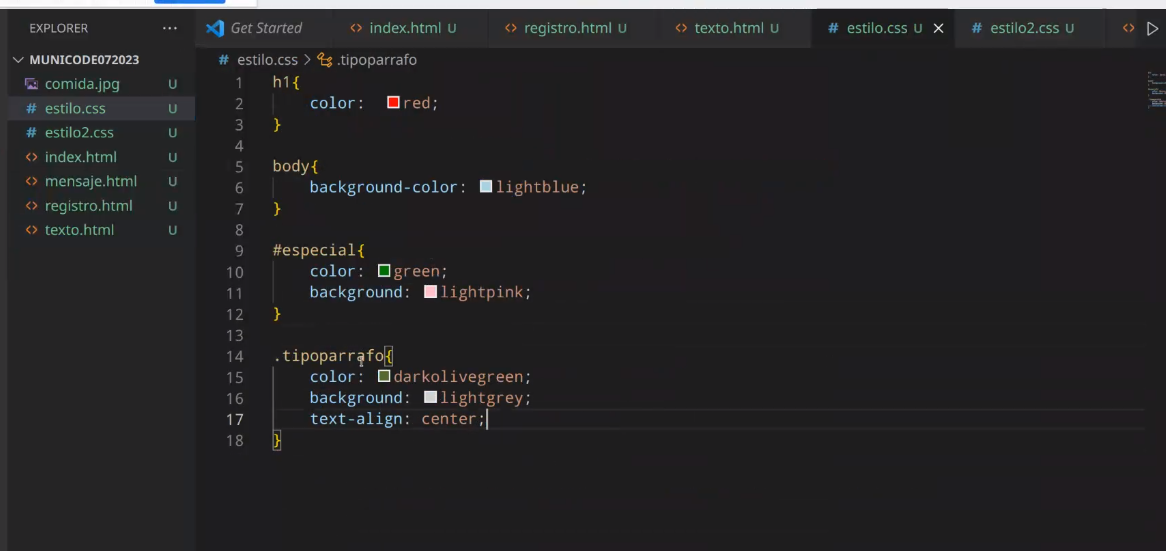 EXPLORER ...
MUNICODE072023
comida.jpg U
estilo.css U
estilo2.css U
index.html U
mensaje.html U
registro.html U
texto.html U
Get Started index.html U registro.html U texto.html U estilo.css U estilo2.css U
estilo.css > .tipoparrafo
1 h1{
2 color: red;
3 }
4
5 body{
6 background-color: lightblue;
7 }
8
9 #especial{
10 color: green;
11 background: lightpink;
12 }
13
14 .tipoparrafo{
15 color: darkolivegreen;
16 background: lightgrey;
17 text-align: center;
18 }